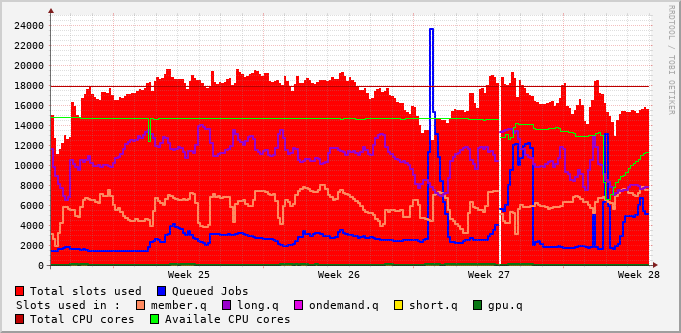 24000
22000
20000
18000
16000
14000
12000
10000
8000
6000
4000
2000
0
Week 25 Week 26 Week 27 Week 28
RRDTOOL / TOBI OETIKER
Total slots used Queued Jobs
Slots used in : member.q long.q ondemand.q short.q gpu.q
Total CPU cores Availale CPU cores